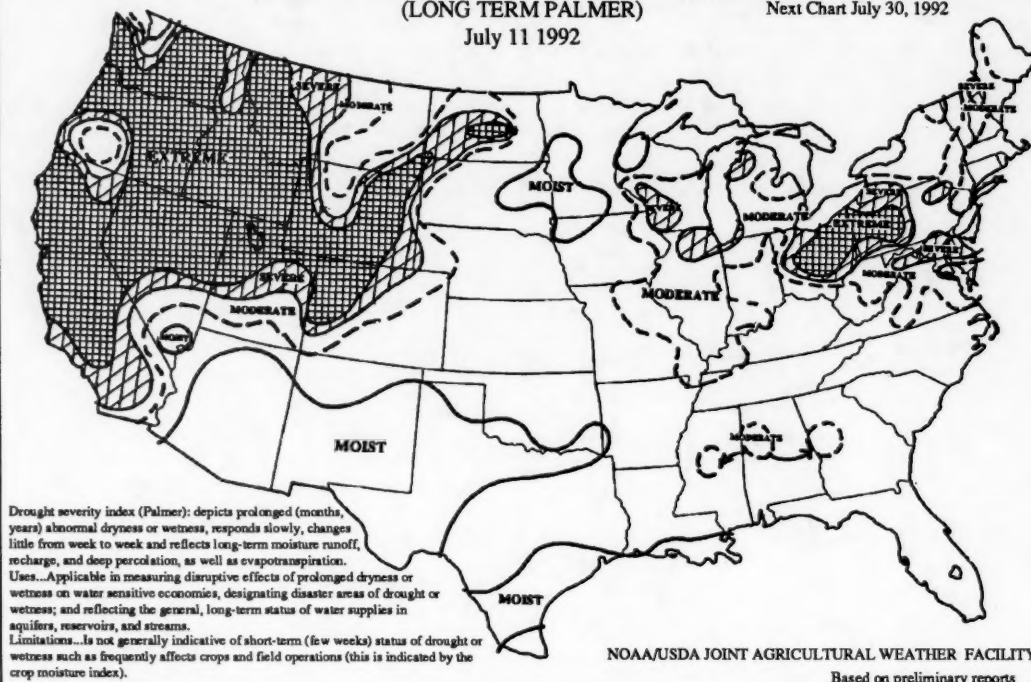 (LONG TERM PALMER)
July 11 1992
Next Chart July 30, 1992
SEVERE
MODERATE
EXTREME
SEVERE
MODERATE
MOIST
MOIST
SEVERE
MODERATE
SEVERE
MODERATE
SEVERE
EXTREME
SEVERE
MODERATE
MODERATE
MODERATE
MOIST
MOIST
Drought severity index (Palmer): depicts prolonged (months,
years) abnormal dryness or wetness, responds slowly, changes
little from week to week and reflects long-term moisture runoff,
recharge, and deep percolation, as well as evapotranspiration.
Uses...Applicable in measuring disruptive effects of prolonged dryness or
wetness on water sensitive economies, designating disaster areas of drought or
wetness; and reflecting the general, long-term status of water supplies in
aquifers, reservoirs, and streams.
Limitations...Is not generally indicative of short-term (few weeks) status of drought or
wetness such as frequently affects crops and field operations (this is indicated by the
crop moisture index).
NOAA/USDA JOINT AGRICULTURAL WEATHER FACILITY
Based on preliminary reports